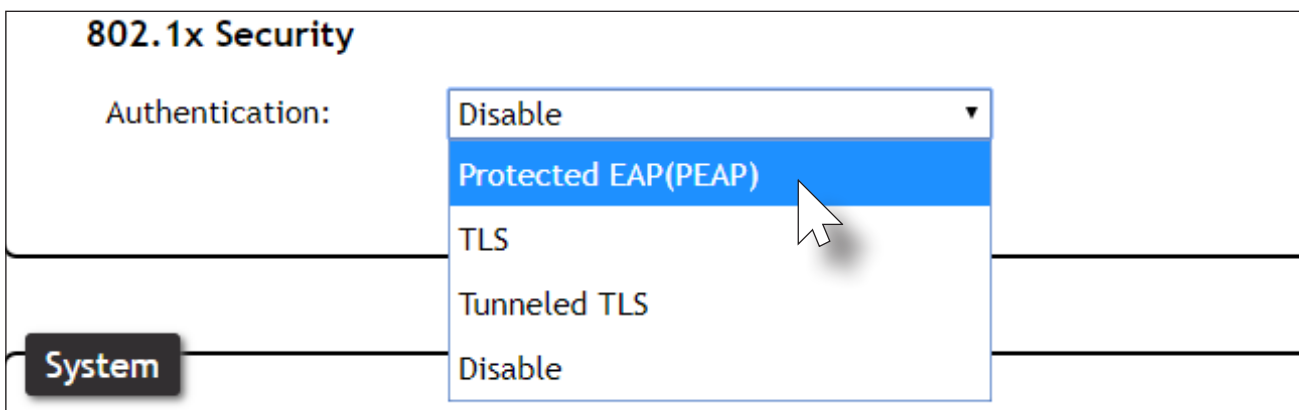 802.1x Security
Authentication: Disable
Protected EAP(PEAP)
TLS
Tunneled TLS
Disable
System